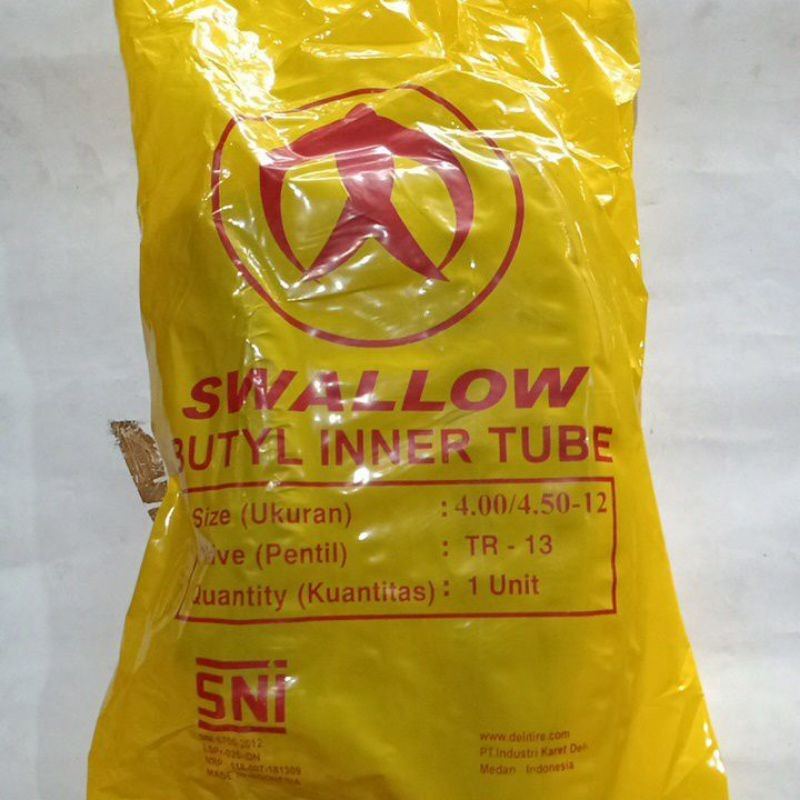 SWALLOW
BUTYL INNER TUBE
Size (Ukuran) : 4.00/4.50-12
(Pentil) : TR - 13
Quantity (Kuantitas) : 1 Unit
SNI
www.delitire.com
PT.Industri Karet Deli
Medan Indonesia